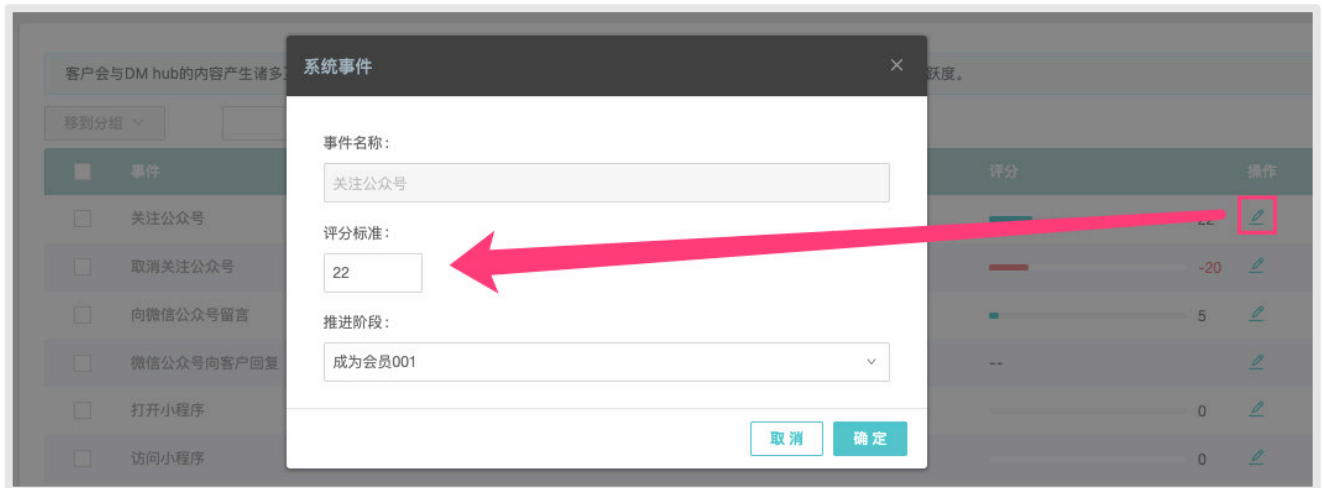 系统事件
客户会与DM hub的内容产生诸多
跃度。
移到分组
事件名称：
事件 评分 操作
关注公众号
关注公众号 22
评分标准：
22
取消关注公众号 -20
向微信公众号留言 5
推进阶段：
成为会员001
微信公众号向客户回复 --
打开小程序 0
取消 确定
访问小程序 0